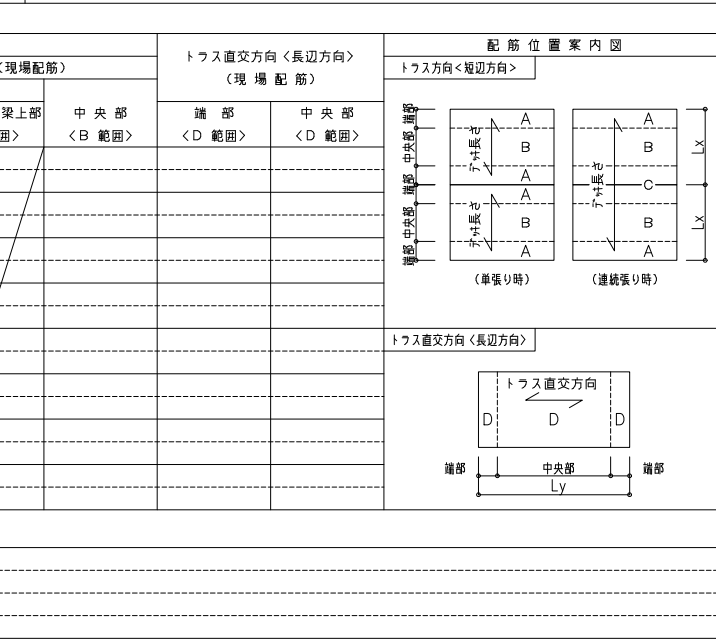 〈現場配筋）
梁上部
囲〉
中 央 部
〈B 範囲〉
トラス直交方向〈長辺方向〉
(現 場 配 筋)
端 部
〈D 範囲〉
中 央 部
〈D 範囲〉
配 筋 位 置 案 内 図
トラス方向<短辺方向>
端部
中央部
端部
中央部
端部
デッキ長さ
デッキ長さ
A
B
A
A
B
A
(単張り時)
デッキ長さ
A
B
C
B
A
(連続張り時)
Lx
Lx
トラス直交方向〈長辺方向〉
トラス直交方向
D
D
D
端部
中央部
端部
Ly